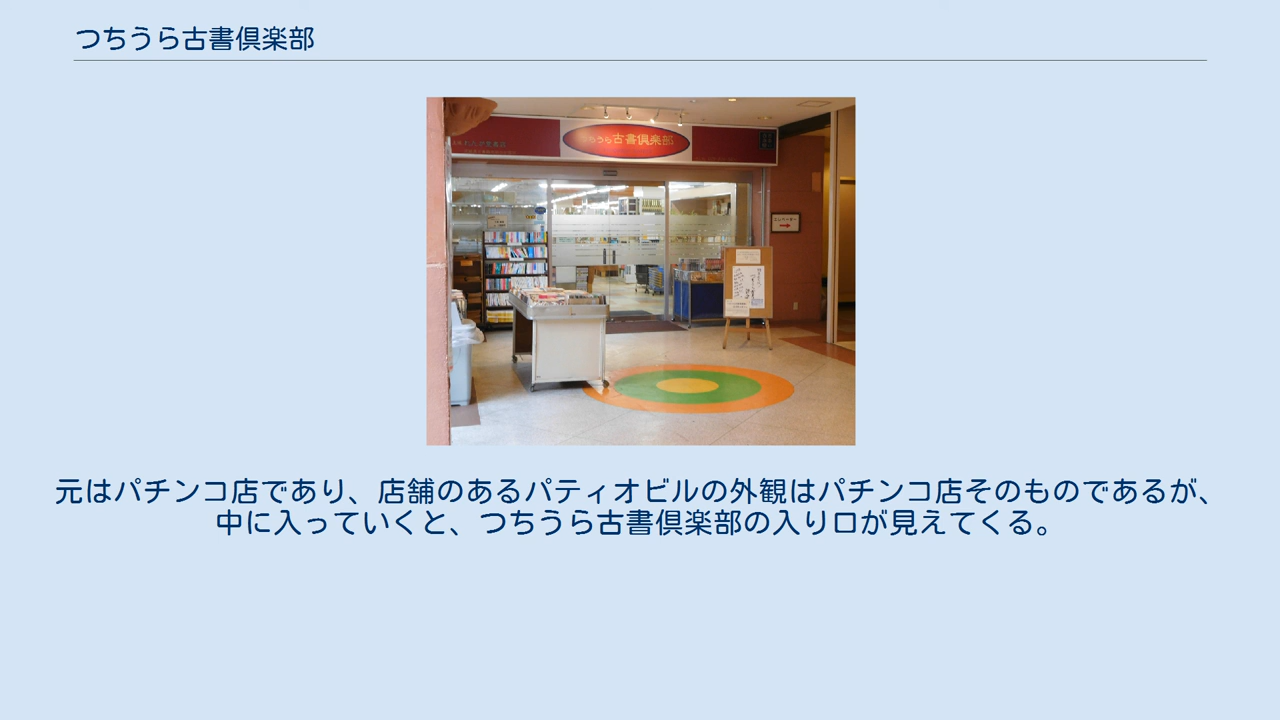 つちうら古書倶楽部
つちうら古書倶楽部
元はパチンコ店であり、店舗のあるパティオビルの外観はパチンコ店そのものであるが、
中に入っていくと、つちうら古書倶楽部の入り口が見えてくる。